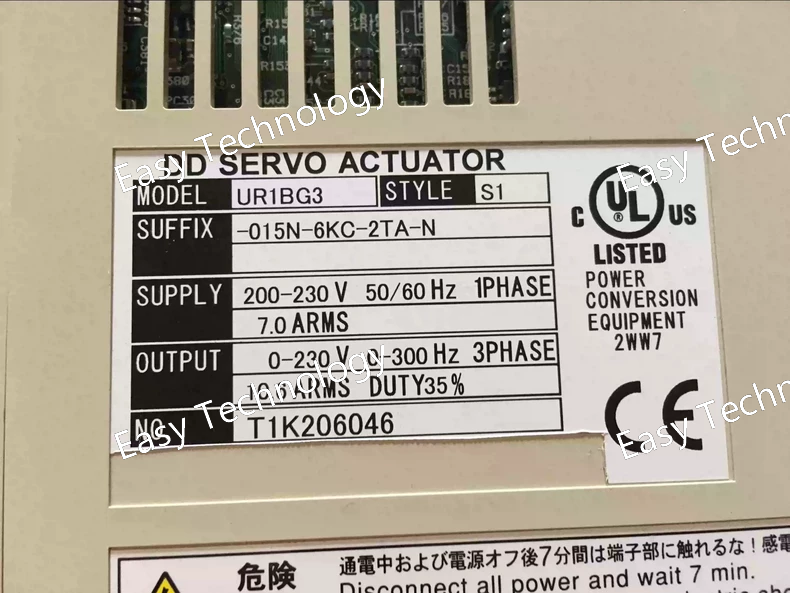 DD SERVO ACTUATOR
MODEL UR1BG3 STYLE S1
SUFFIX -015N-6KC-2TA-N
SUPPLY 200-230 V 50/60 Hz 1PHASE
7.0 ARMS
OUTPUT 0-230 V 0-300 Hz 3PHASE
ARMS DUTY35%
NO. T1K206046
C UL ® US
LISTED
POWER
CONVERSION
EQUIPMENT
2WW7
CE
危険
通電中および電源オフ後7分間は端子部に触れるな!感電
Disconnect all power and wait 7 min.
Easy Technology
Easy Techn
Easy Technology
Easy Techn